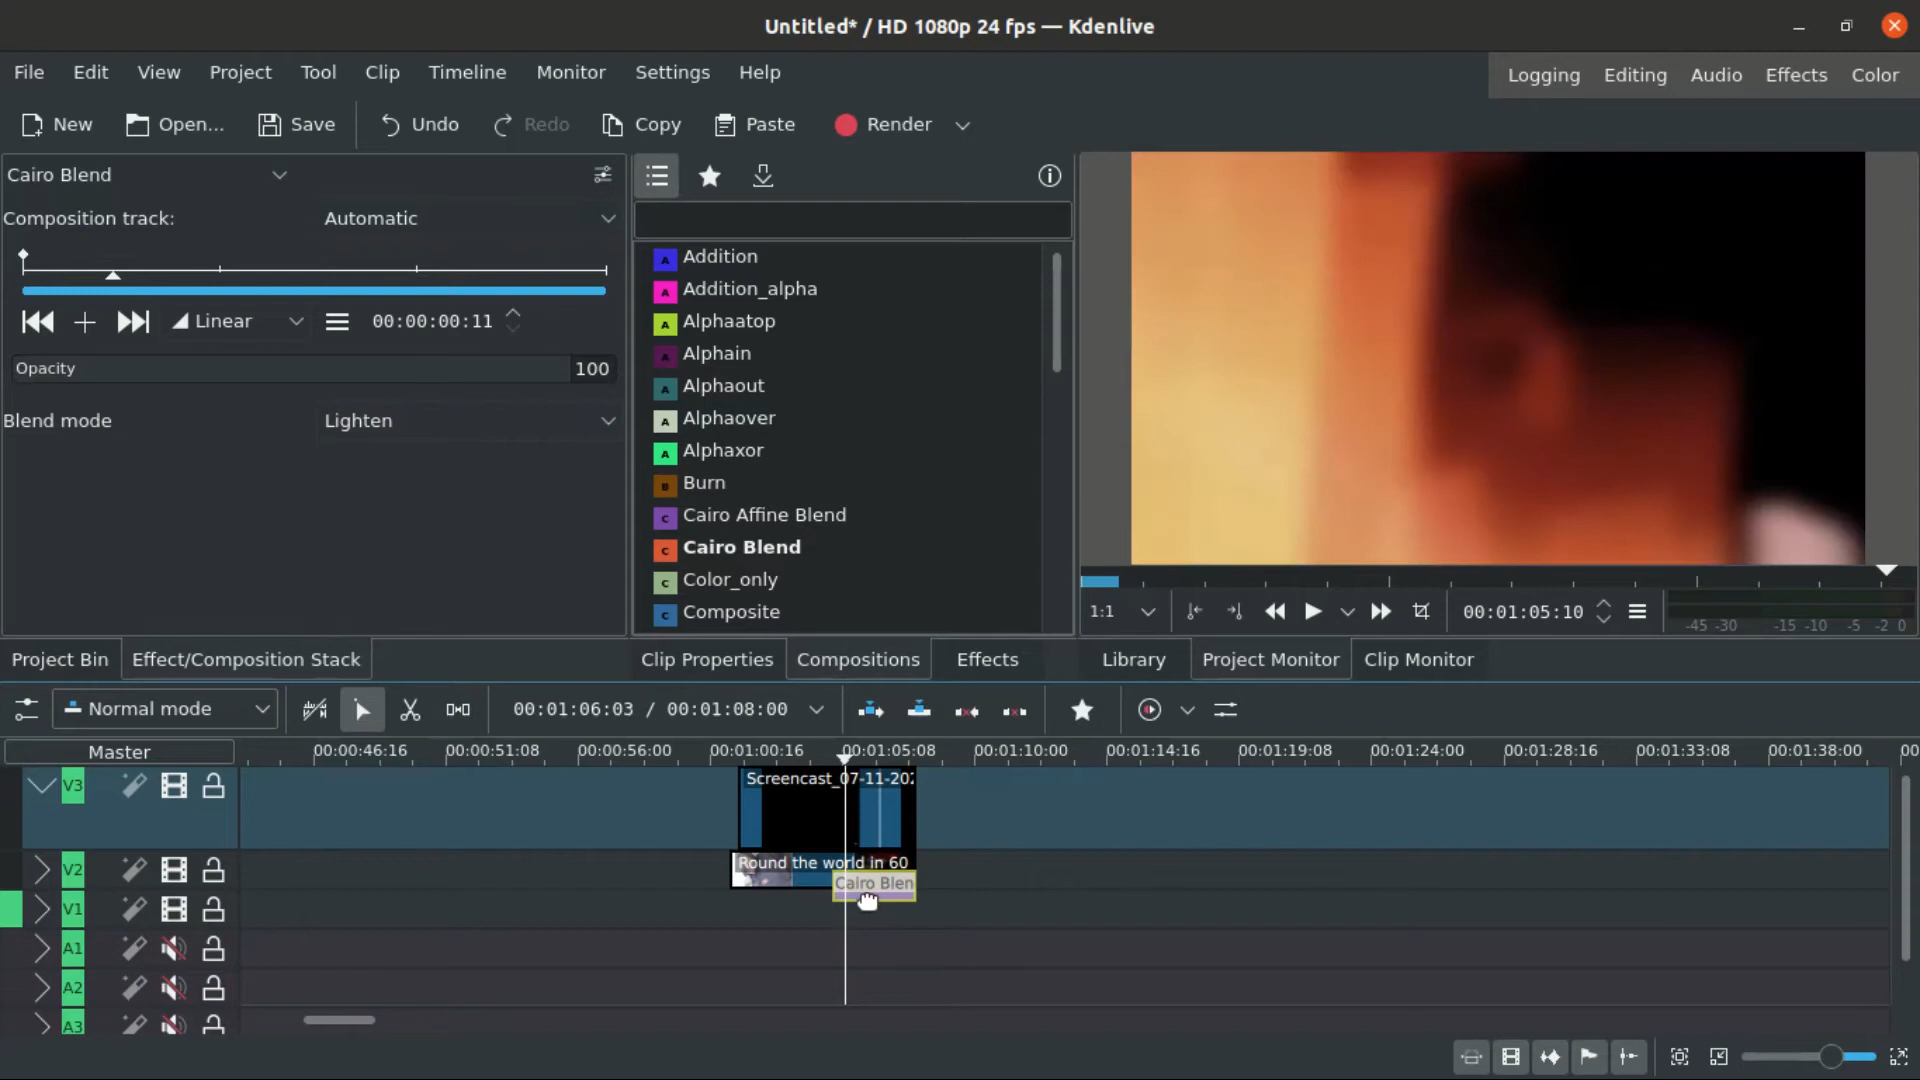 Untitled* / HD 1080p 24 fps — Kdenlive
File Edit View Project Tool Clip Timeline Monitor Settings Help
Logging Editing Audio Effects Color
New Open... Save Undo Redo Copy Paste Render
Cairo Blend
Composition track: Automatic
Linear 00:00:00:11
Opacity 100
Blend mode Lighten
A Addition
A Addition_alpha
A Alphaatop
A Alphain
A Alphaout
A Alphaover
A Alphaxor
B Burn
C Cairo Affine Blend
C Cairo Blend
C Color_only
C Composite
1:1 00:01:05:10 -45 -30 -15 -10 -5 -2 0
Project Bin Effect/Composition Stack Clip Properties Compositions Effects Library Project Monitor Clip Monitor
Normal mode 00:01:06:03 / 00:01:08:00
Master 00:00:46:16 00:00:51:08 00:00:56:00 00:01:00:16 00:01:05:08 00:01:10:00 00:01:14:16 00:01:19:08 00:01:24:00 00:01:28:16 00:01:33:08 00:01:38:00 00
V3 Screencast_07-11-202
V2 Round the world in 60
Cairo Blen
V1
A1
A2
A3